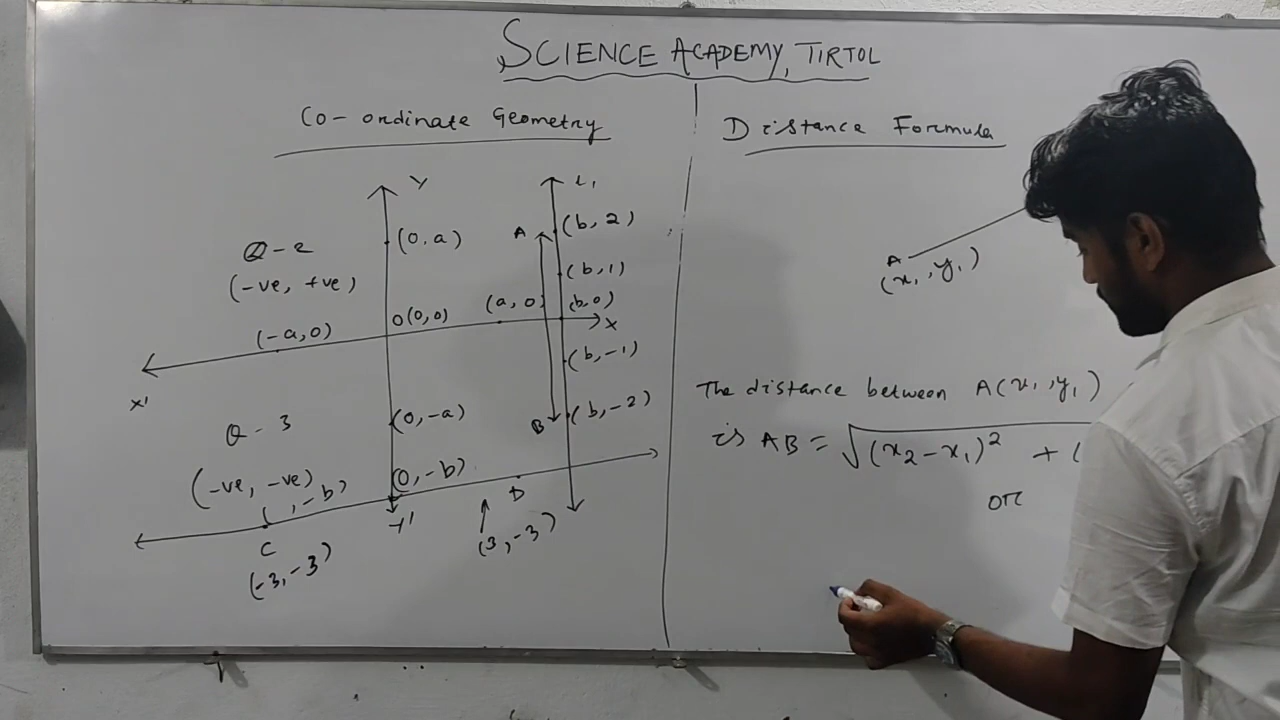 SCIENCE ACADEMY, TIRTOL
Co-ordinate Geometry
Y
L1
(0, a)
A
(b, 2)
Q-2
(-ve, +ve)
(b, 1)
(-a, 0)
O(0, 0)
(a, 0)
(b, 0)
X
X'
(b, -1)
Q-3
(0, -a)
B
(b, -2)
(-ve, -ve)
( , -b)
(0, -b)
Y'
D
C
(-3, -3)
(3, -3)
Distance Formula
A
(x₁, y₁)
The distance between A(x₁, y₁)
is AB = √(x₂-x₁)² + (
or